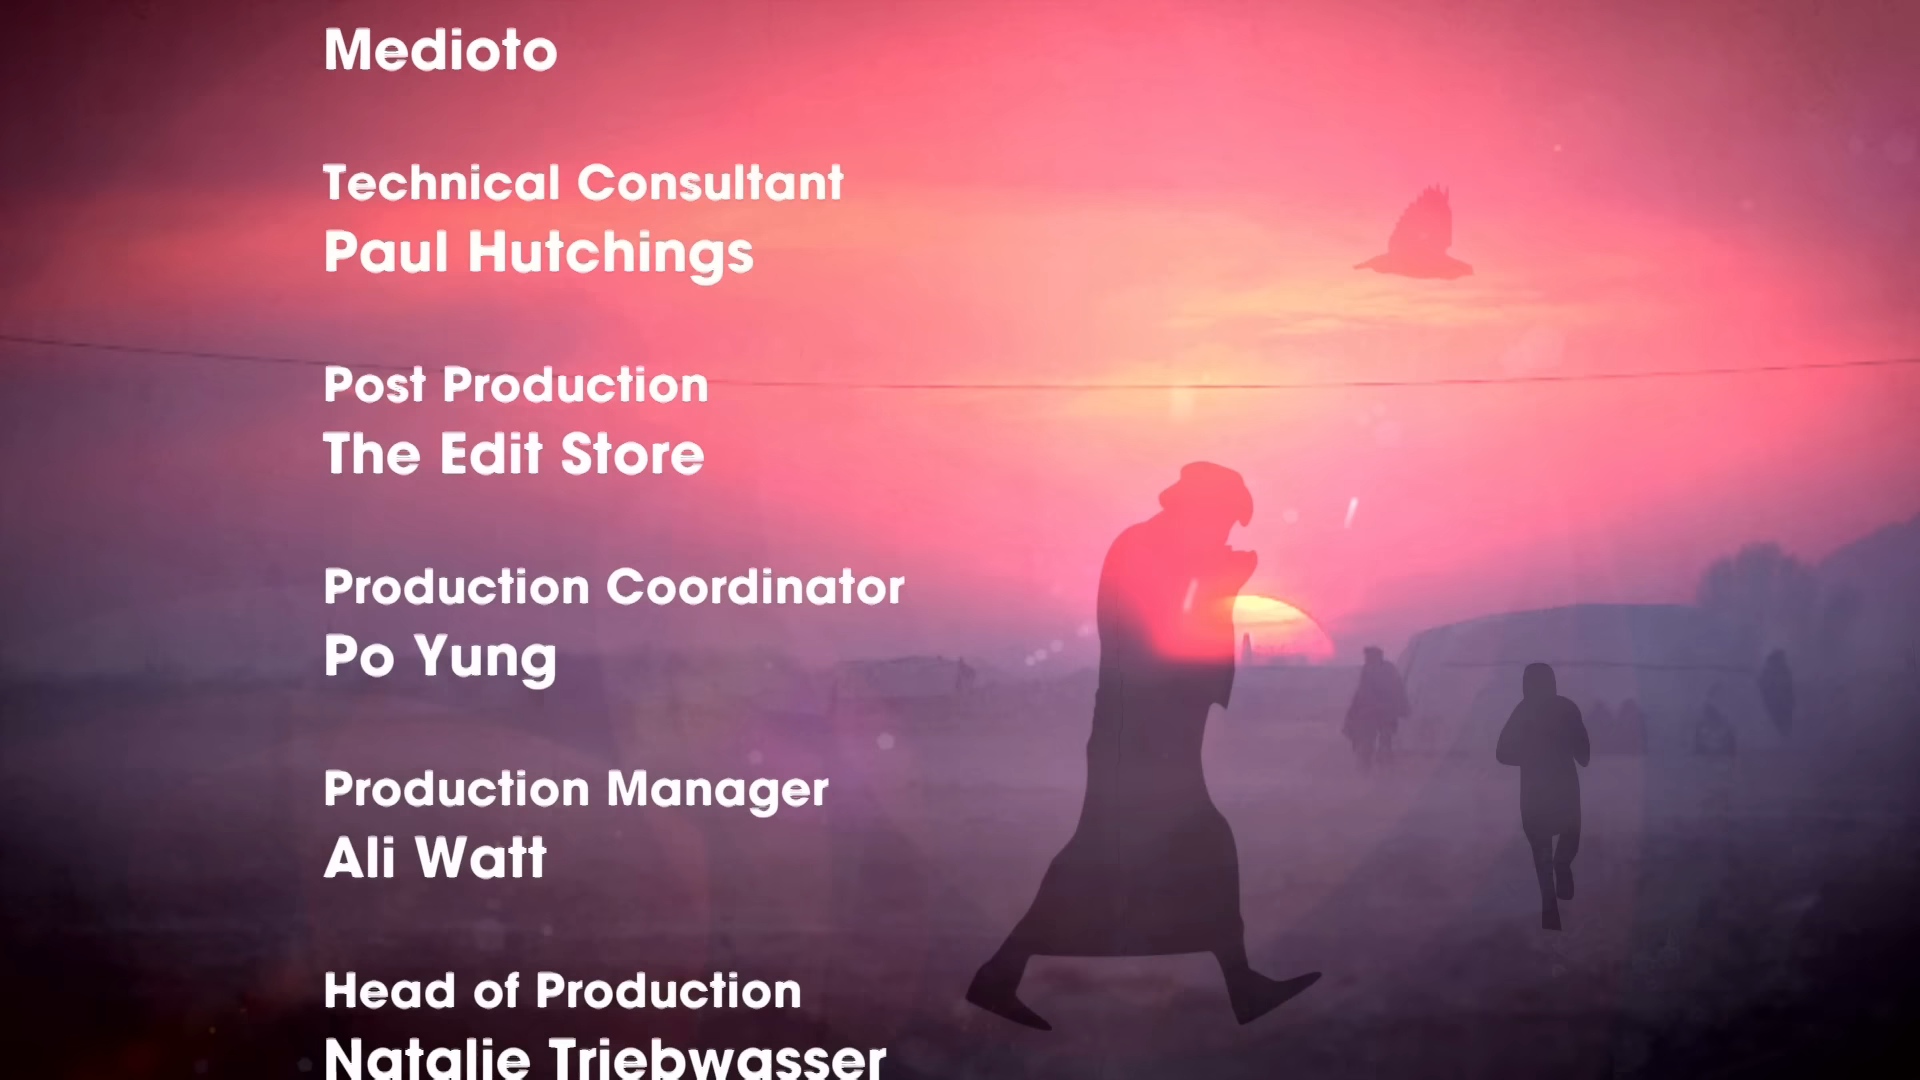 Medioto
Technical Consultant
Paul Hutchings
Post Production
The Edit Store
Production Coordinator
Po Yung
Production Manager
Ali Watt
Head of Production
Natalie Triebwasser